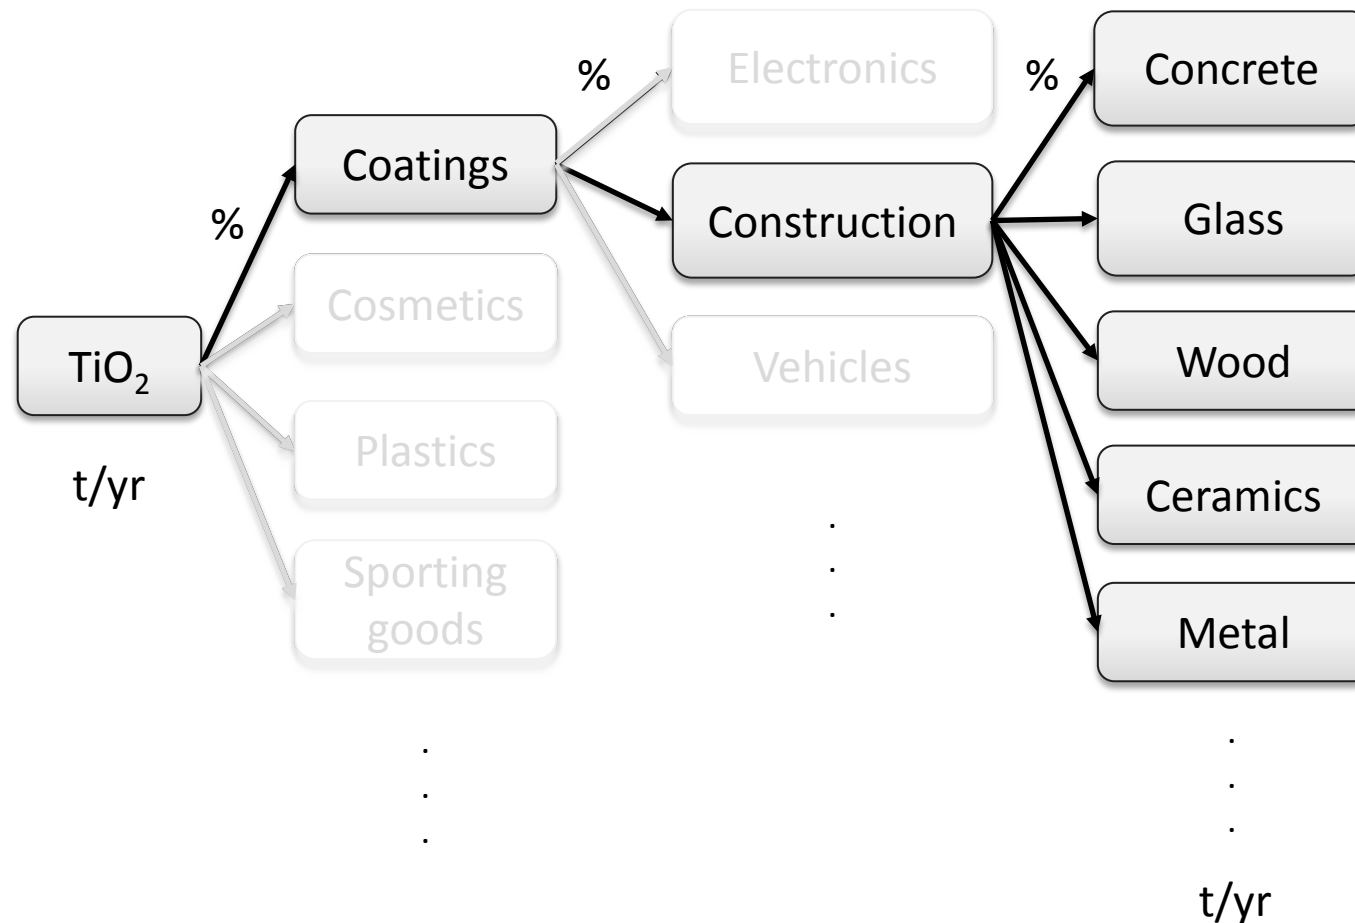 TiO₂
t/yr
%
Coatings
Cosmetics
Plastics
Sporting
goods
.
.
.
%
Electronics
Construction
Vehicles
.
.
.
%
Concrete
Glass
Wood
Ceramics
Metal
.
.
.
t/yr